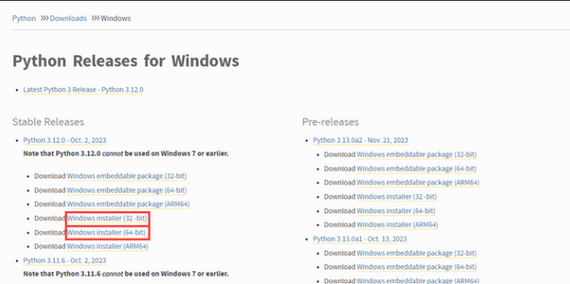 Python >>> Downloads >>> Windows
Python Releases for Windows
Latest Python 3 Release - Python 3.12.0
Stable Releases
Python 3.12.0 - Oct. 2, 2023
Note that Python 3.12.0 cannot be used on Windows 7 or earlier.
Download Windows embeddable package (32-bit)
Download Windows embeddable package (64-bit)
Download Windows embeddable package (ARM64)
Download Windows installer (32 -bit)
Download Windows installer (64-bit)
Download Windows installer (ARM64)
Python 3.11.6 - Oct. 2, 2023
Note that Python 3.11.6 cannot be used on Windows 7 or earlier.
Pre-releases
Python 3.13.0a2 - Nov. 21, 2023
Download Windows embeddable package (32-bit)
Download Windows embeddable package (64-bit)
Download Windows embeddable package (ARM64)
Download Windows installer (32 -bit)
Download Windows installer (64-bit)
Download Windows installer (ARM64)
Python 3.13.0a1 - Oct. 13, 2023
Download Windows embeddable package (32-bit)
Download Windows embeddable package (64-bit)
Download Windows embeddable package (ARM64)